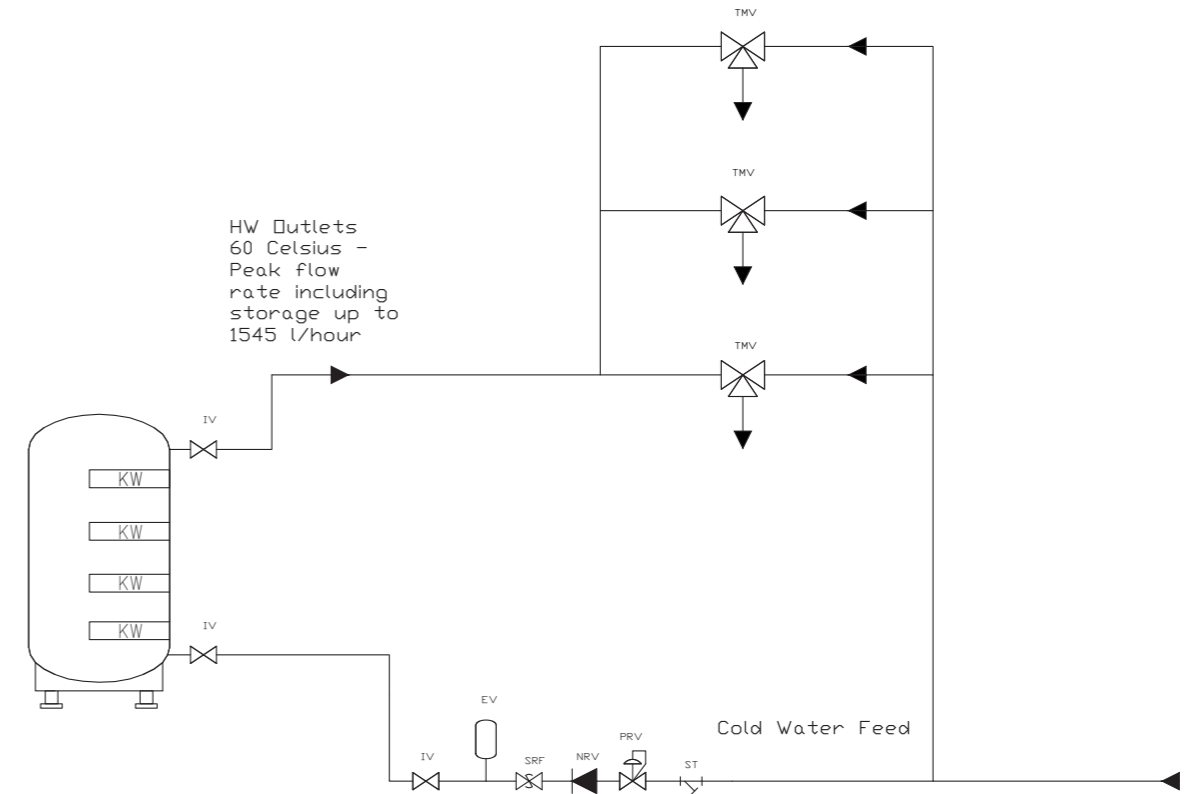 TMV
TMV
HW Outlets
60 Celsius -
Peak flow
rate including
storage up to
1545 l/hour
TMV
IV
KW
KW
KW
KW
IV
EV
Cold Water Feed
PRV
IV
SRF
NRV
ST
S